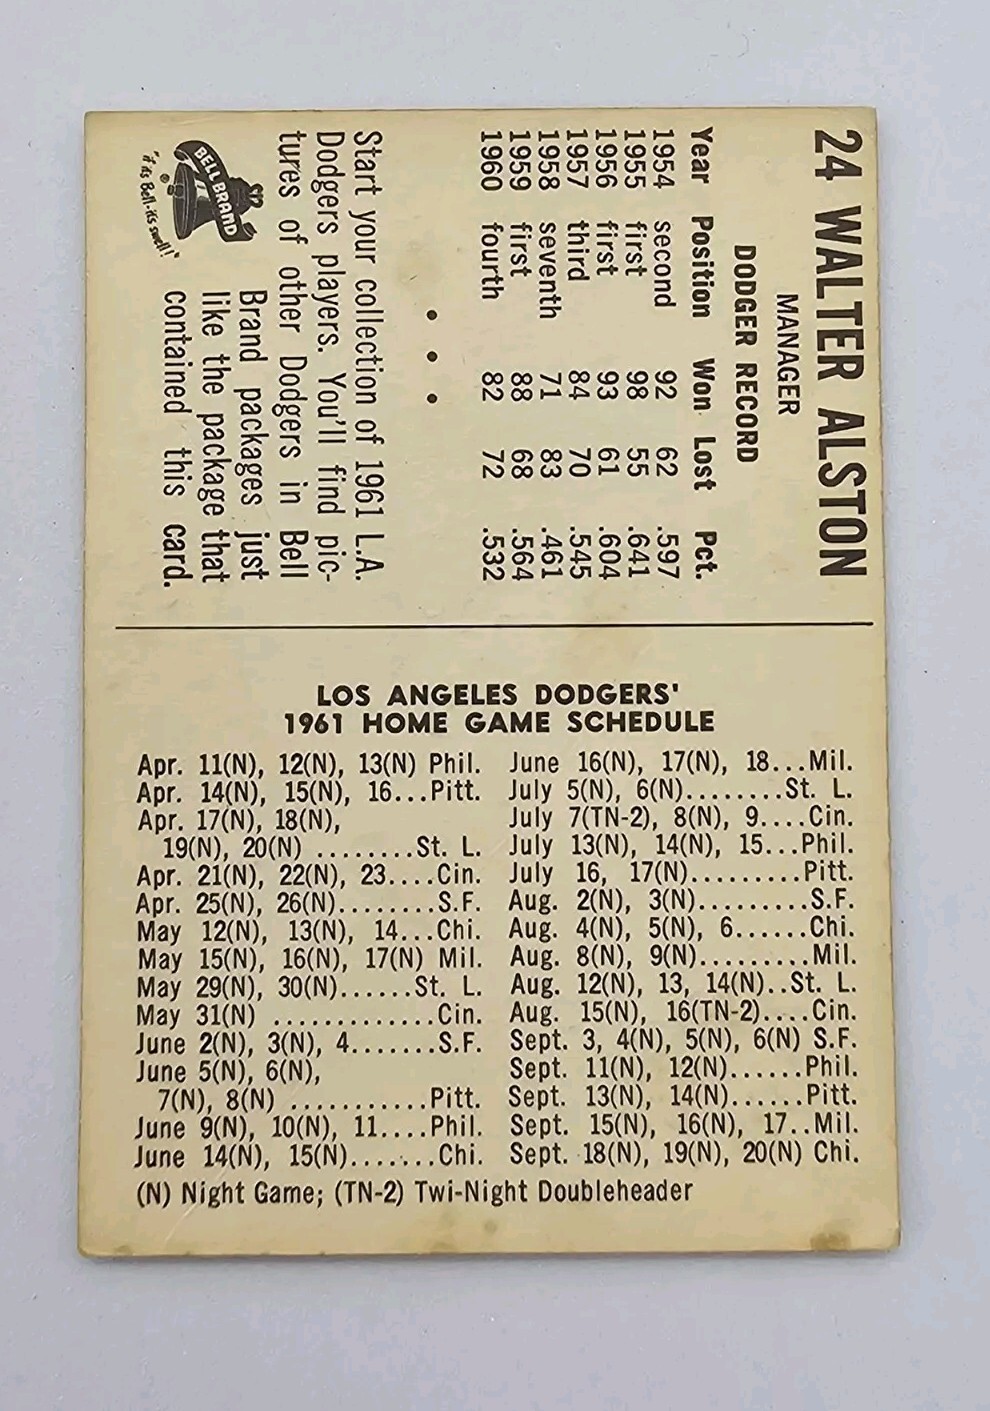 24 WALTER ALSTON
MANAGER
DODGER RECORD
Year Position Won Lost Pct.
1954 second 92 62 .597
1955 first 98 55 .641
1956 first 93 61 .604
1957 third 84 70 .545
1958 seventh 71 83 .461
1959 first 88 68 .564
1960 fourth 82 72 .532
• • •
Start your collection of 1961 L.A.
Dodgers players. You'll find pic-
tures of other Dodgers in Bell
Brand packages just
like the package that
contained this card.
BELL BRAND
®
"if its Bell-its swell!"
LOS ANGELES DODGERS'
1961 HOME GAME SCHEDULE
Apr. 11(N), 12(N), 13(N) Phil.
Apr. 14(N), 15(N), 16...Pitt.
Apr. 17(N), 18(N),
19(N), 20(N) ........St. L.
Apr. 21(N), 22(N), 23....Cin.
Apr. 25(N), 26(N)........S.F.
May 12(N), 13(N), 14...Chi.
May 15(N), 16(N), 17(N) Mil.
May 29(N), 30(N)......St. L.
May 31(N) .............Cin.
June 2(N), 3(N), 4.......S.F.
June 5(N), 6(N),
7(N), 8(N) ...........Pitt.
June 9(N), 10(N), 11....Phil.
June 14(N), 15(N).......Chi.
June 16(N), 17(N), 18...Mil.
July 5(N), 6(N)........St. L.
July 7(TN-2), 8(N), 9....Cin.
July 13(N), 14(N), 15...Phil.
July 16, 17(N).........Pitt.
Aug. 2(N), 3(N).........S.F.
Aug. 4(N), 5(N), 6......Chi.
Aug. 8(N), 9(N).........Mil.
Aug. 12(N), 13, 14(N)..St. L.
Aug. 15(N), 16(TN-2)....Cin.
Sept. 3, 4(N), 5(N), 6(N) S.F.
Sept. 11(N), 12(N)......Phil.
Sept. 13(N), 14(N)......Pitt.
Sept. 15(N), 16(N), 17..Mil.
Sept. 18(N), 19(N), 20(N) Chi.
(N) Night Game; (TN-2) Twi-Night Doubleheader